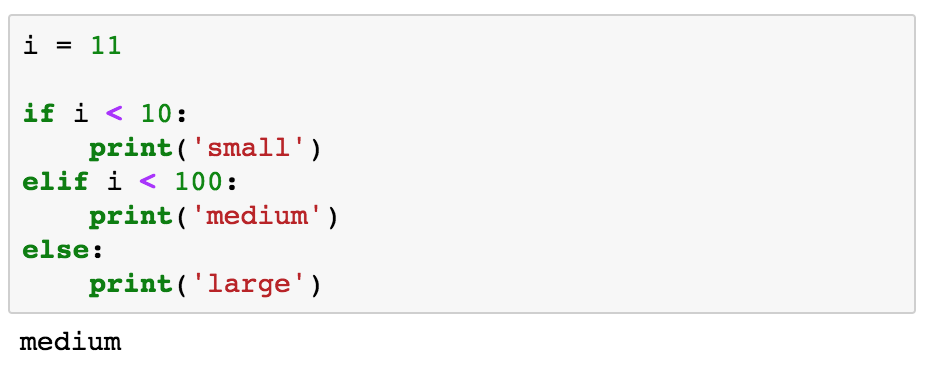 i = 11

if i < 10:
    print('small')
elif i < 100:
    print('medium')
else:
    print('large')
medium